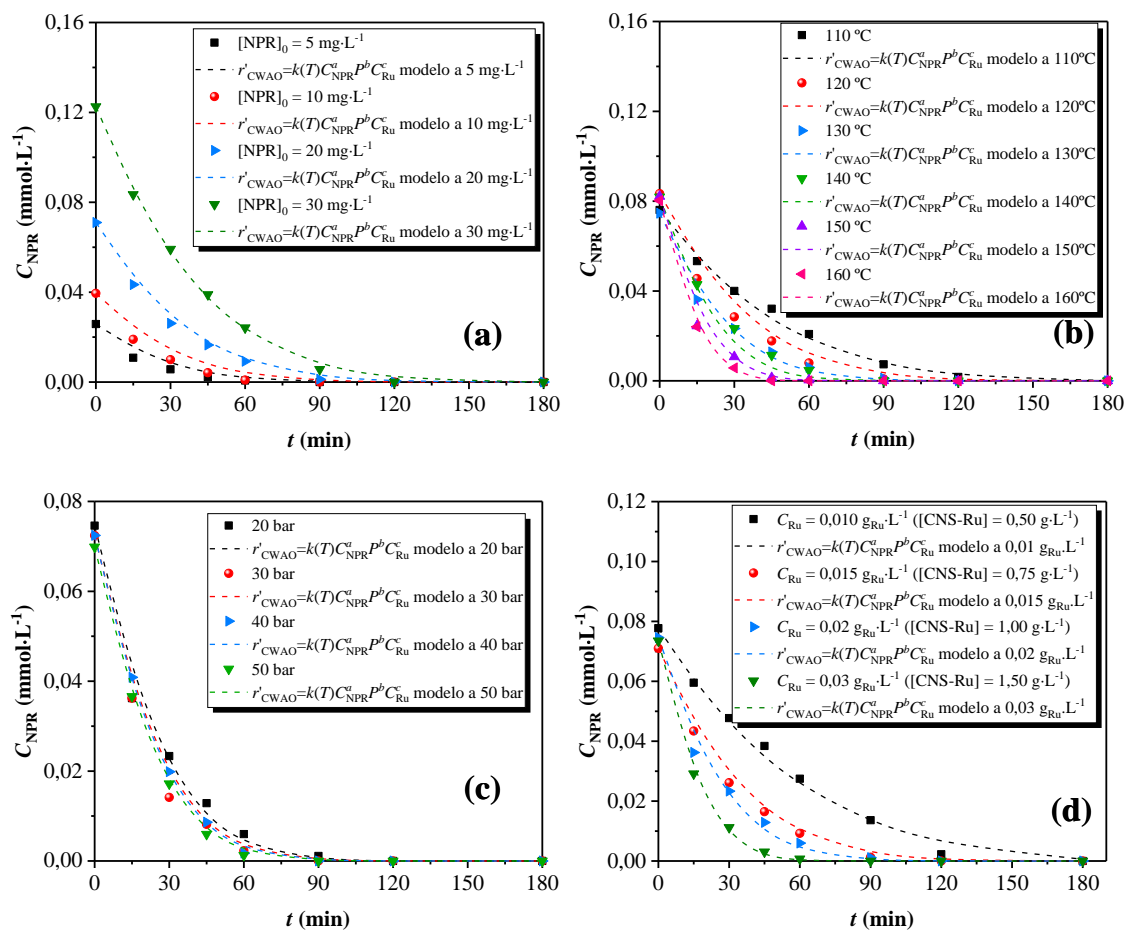 (a)
0,16
0,12
0,08
0,04
0,00
C_NPR (mmol·L⁻¹)
[NPR]₀ = 5 mg·L⁻¹
r'_CWAO=k(T)C^a_NPR P^b C^c_Ru modelo a 5 mg·L⁻¹
[NPR]₀ = 10 mg·L⁻¹
r'_CWAO=k(T)C^a_NPR P^b C^c_Ru modelo a 10 mg·L⁻¹
[NPR]₀ = 20 mg·L⁻¹
r'_CWAO=k(T)C^a_NPR P^b C^c_Ru modelo a 20 mg·L⁻¹
[NPR]₀ = 30 mg·L⁻¹
r'_CWAO=k(T)C^a_NPR P^b C^c_Ru modelo a 30 mg·L⁻¹
0 30 60 90 120 150 180
t (min)
(b)
0,16
0,12
0,08
0,04
0,00
C_NPR (mmol·L⁻¹)
110 ºC
r'_CWAO=k(T)C^a_NPR P^b C^c_Ru modelo a 110ºC
120 ºC
r'_CWAO=k(T)C^a_NPR P^b C^c_Ru modelo a 120ºC
130 ºC
r'_CWAO=k(T)C^a_NPR P^b C^c_Ru modelo a 130ºC
140 ºC
r'_CWAO=k(T)C^a_NPR P^b C^c_Ru modelo a 140ºC
150 ºC
r'_CWAO=k(T)C^a_NPR P^b C^c_Ru modelo a 150ºC
160 ºC
r'_CWAO=k(T)C^a_NPR P^b C^c_Ru modelo a 160ºC
0 30 60 90 120 150 180
t (min)
(c)
0,08
0,06
0,04
0,02
0,00
C_NPR (mmol·L⁻¹)
20 bar
r'_CWAO=k(T)C^a_NPR P^b C^c_Ru modelo a 20 bar
30 bar
r'_CWAO=k(T)C^a_NPR P^b C^c_Ru modelo a 30 bar
40 bar
r'_CWAO=k(T)C^a_NPR P^b C^c_Ru modelo a 40 bar
50 bar
r'_CWAO=k(T)C^a_NPR P^b C^c_Ru modelo a 50 bar
0 30 60 90 120 150 180
t (min)
(d)
0,12
0,10
0,08
0,06
0,04
0,02
0,00
C_NPR (mmol·L⁻¹)
C_Ru = 0,010 g_Ru·L⁻¹ ([CNS-Ru] = 0,50 g·L⁻¹)
r'_CWAO=k(T)C^a_NPR P^b C^c_Ru modelo a 0,01 g_Ru.L⁻¹
C_Ru = 0,015 g_Ru·L⁻¹ ([CNS-Ru] = 0,75 g·L⁻¹)
r'_CWAO=k(T)C^a_NPR P^b C^c_Ru modelo a 0,015 g_Ru.L⁻¹
C_Ru = 0,02 g_Ru·L⁻¹ ([CNS-Ru] = 1,00 g·L⁻¹)
r'_CWAO=k(T)C^a_NPR P^b C^c_Ru modelo a 0,02 g_Ru.L⁻¹
C_Ru = 0,03 g_Ru·L⁻¹ ([CNS-Ru] = 1,50 g·L⁻¹)
r'_CWAO=k(T)C^a_NPR P^b C^c_Ru modelo a 0,03 g_Ru.L⁻¹
0 30 60 90 120 150 180
t (min)